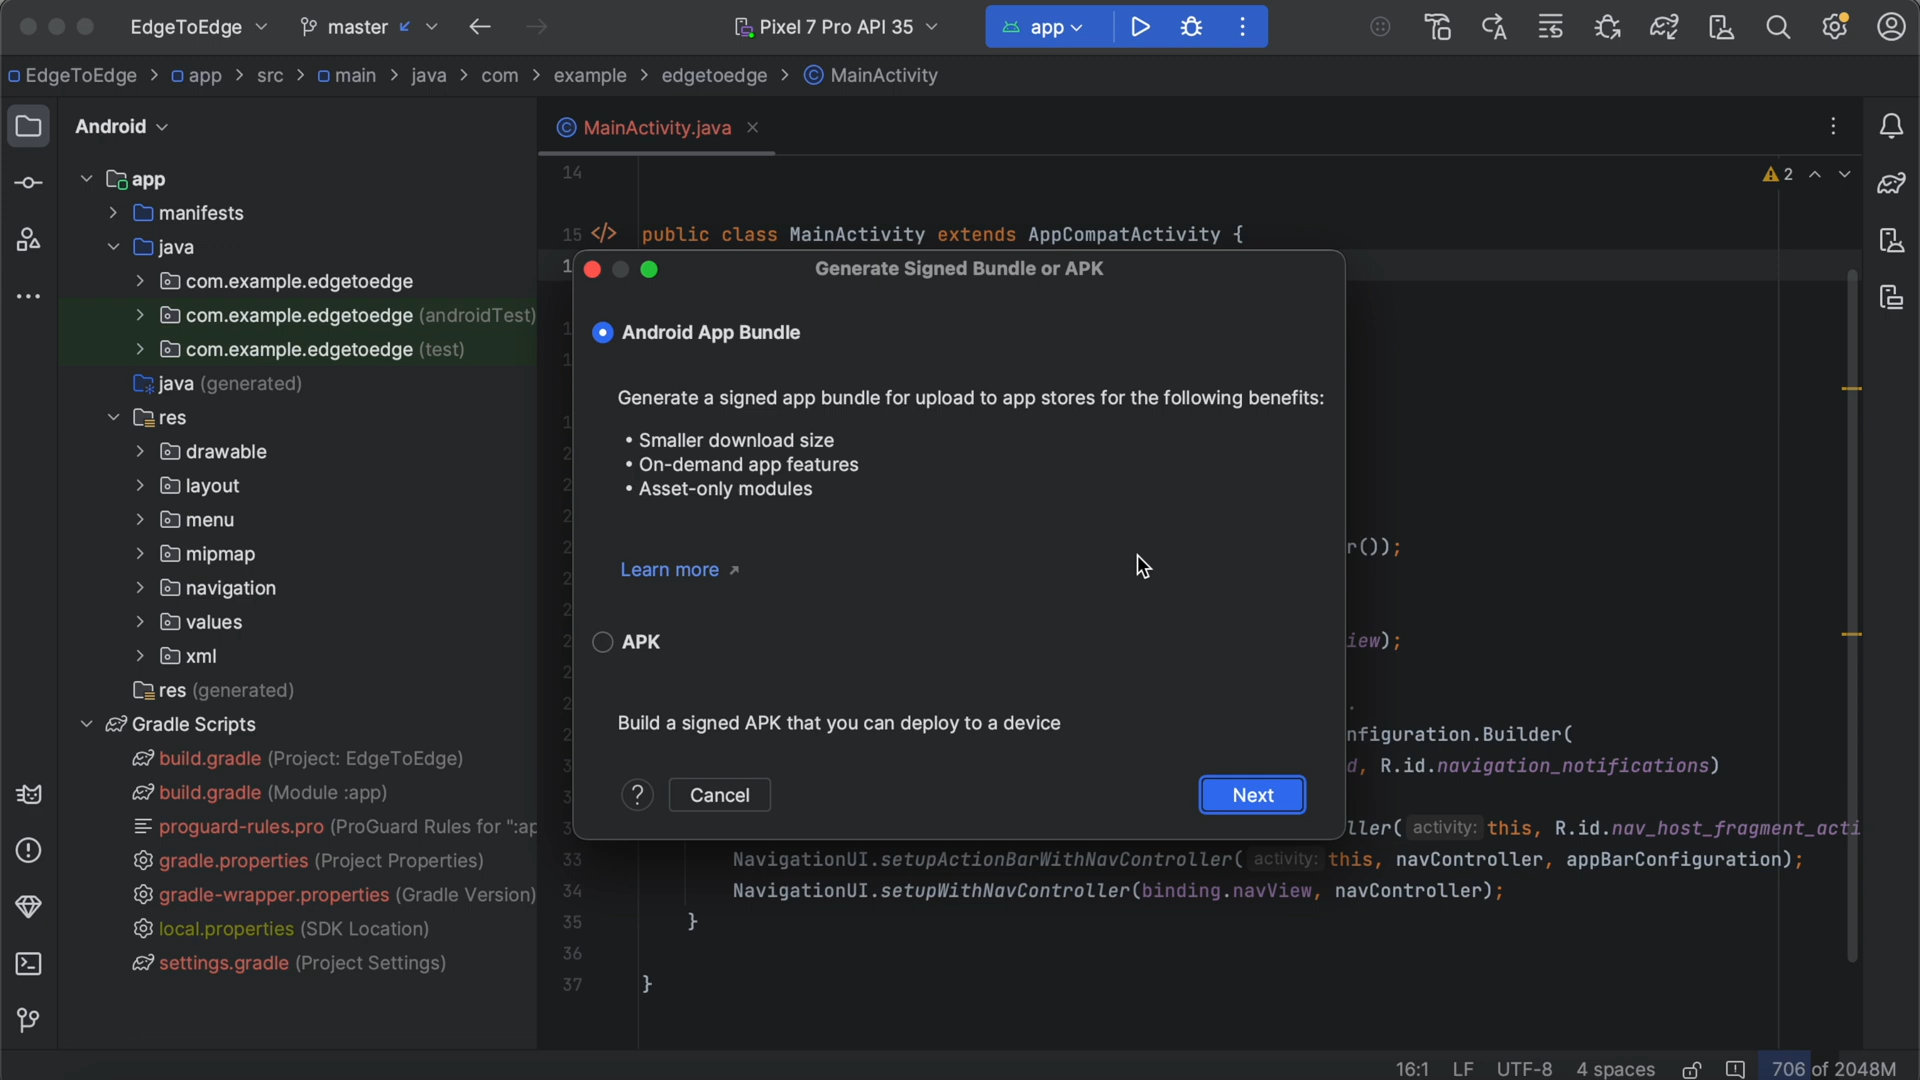 EdgeToEdge
master
Pixel 7 Pro API 35
app
EdgeToEdge > app > src > main > java > com > example > edgetoedge > MainActivity
Android
app
manifests
java
com.example.edgetoedge
com.example.edgetoedge (androidTest)
com.example.edgetoedge (test)
java (generated)
res
drawable
layout
menu
mipmap
navigation
values
xml
res (generated)
Gradle Scripts
build.gradle (Project: EdgeToEdge)
build.gradle (Module :app)
proguard-rules.pro (ProGuard Rules for ":ap
gradle.properties (Project Properties)
gradle-wrapper.properties (Gradle Version)
local.properties (SDK Location)
settings.gradle (Project Settings)
MainActivity.java
2
14
15 </> public class MainActivity extends AppCompatActivity {
Generate Signed Bundle or APK
Android App Bundle
Generate a signed app bundle for upload to app stores for the following benefits:
• Smaller download size
• On-demand app features
• Asset-only modules
Learn more
APK
Build a signed APK that you can deploy to a device
?
Cancel
Next
r());
iew);
.
nfiguration.Builder(
d, R.id.navigation_notifications)
ller( activity: this, R.id.nav_host_fragment_acti
33 NavigationUI.setupActionBarWithNavController( activity: this, navController, appBarConfiguration);
34 NavigationUI.setupWithNavController(binding.navView, navController);
35 }
36
37 }
16:1 LF UTF-8 4 spaces 706 of 2048M